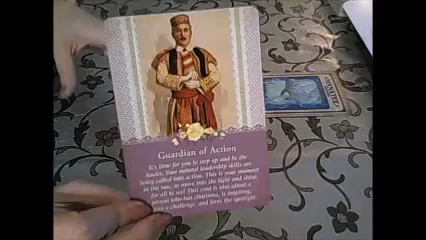 Guardian of Action
It's time for you to step up and be the
leader. Your natural leadership skills are
being called into action. This is your moment
in the sun, so move into the light and shine
for all to see! This card is also about a
person who has charisma, is inspiring,
a challenge, and loves the spotlight.